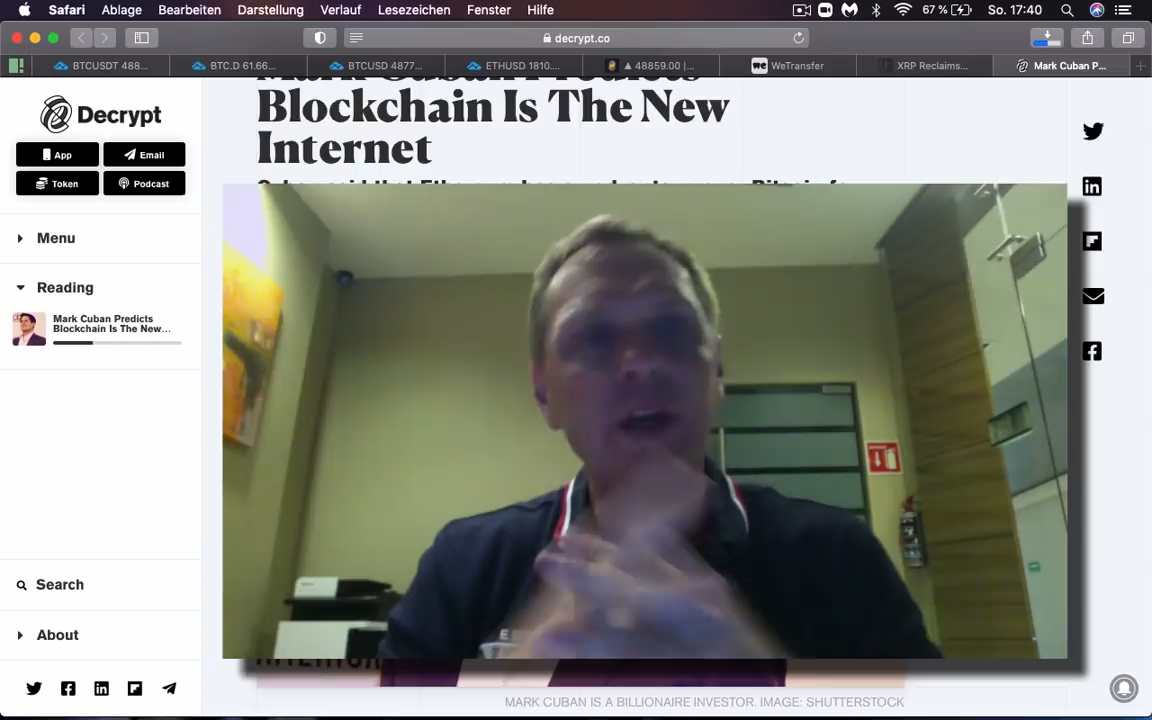 Safari Ablage Bearbeiten Darstellung Verlauf Lesezeichen Fenster Hilfe 67 % So. 17:40
decrypt.co
BTCUSDT 488... BTC.D 61.66... BTCUSD 4877... ETHUSD 1810.... ▲ 48859.00 |... WeTransfer XRP Reclaims... Mark Cuban P...
Decrypt
App Email
Token Podcast
Menu
Reading
Mark Cuban Predicts
Blockchain Is The New...
Search
About
Mark Cuban Predicts
Blockchain Is The New
Internet
MARK CUBAN IS A BILLIONAIRE INVESTOR. IMAGE: SHUTTERSTOCK